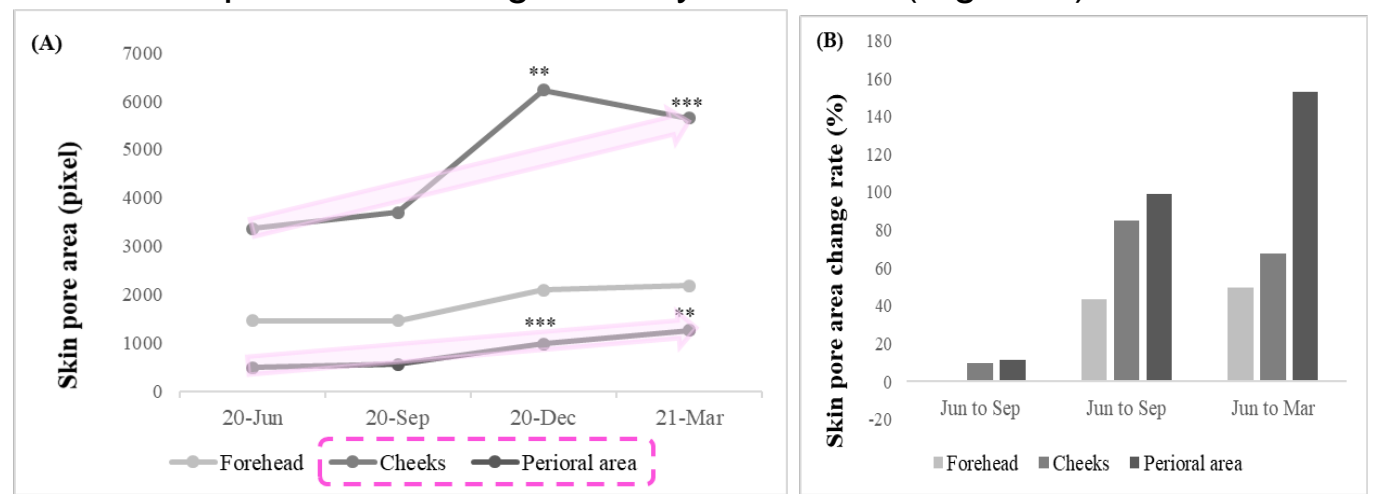 (A)
Skin pore area (pixel)
7000
6000
5000
4000
3000
2000
1000
0
**
***
***
**
20-Jun 20-Sep 20-Dec 21-Mar
Forehead Cheeks Perioral area
(B)
Skin pore area change rate (%)
180
160
140
120
100
80
60
40
20
0
-20
Jun to Sep Jun to Sep Jun to Mar
Forehead Cheeks Perioral area